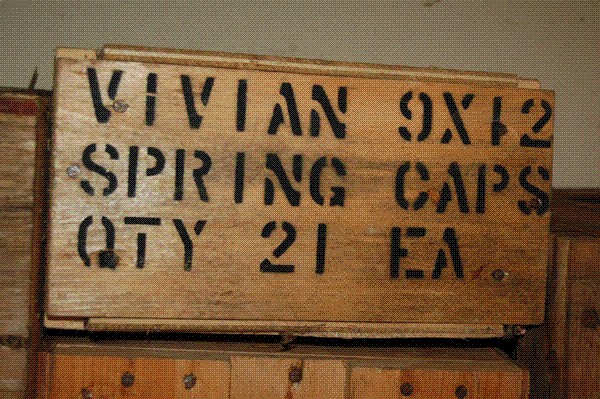 VIVIAN 9X12
SPRING CAPS
QTY 21 EA